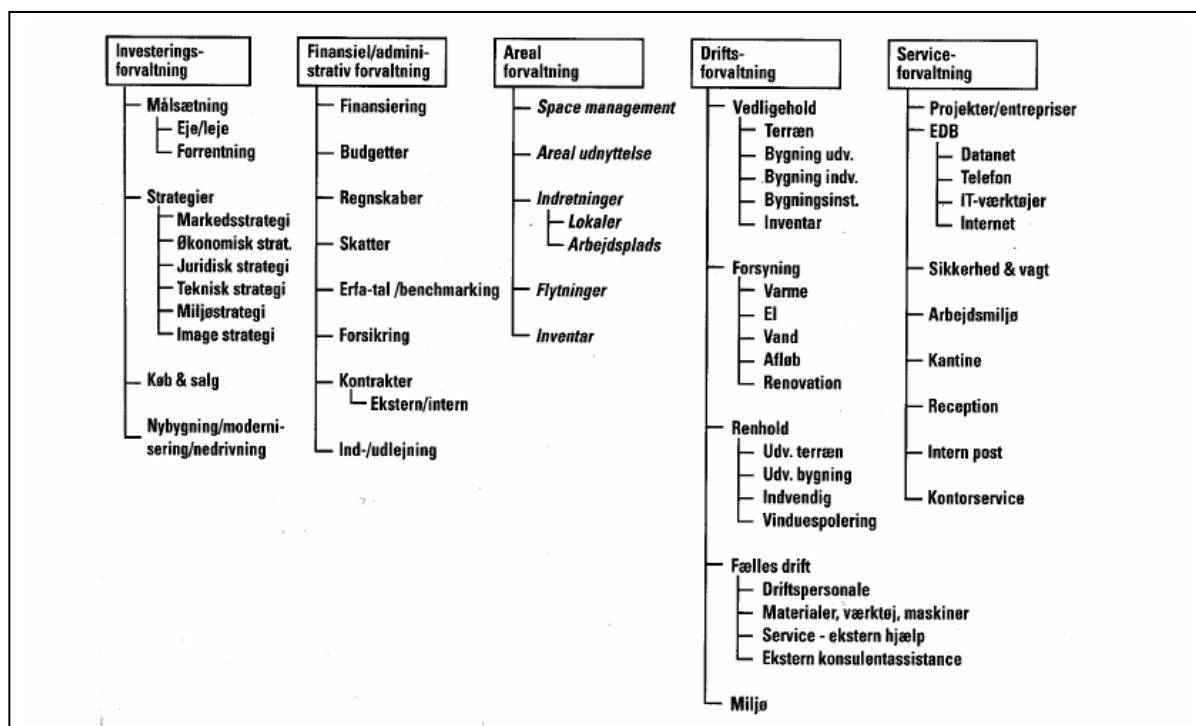 Investerings-
forvaltning
Målsætning
Eje/leje
Forrentning
Strategier
Markedsstrategi
Økonomisk strat.
Juridisk strategi
Teknisk strategi
Miljøstrategi
Image strategi
Køb & salg
Nybygning/moderni-
sering/nedrivning
Finansiel/admini-
strativ forvaltning
Finansiering
Budgetter
Regnskaber
Skatter
Erfa-tal /benchmarking
Forsikring
Kontrakter
Ekstern/intern
Ind-/udlejning
Areal
forvaltning
Space management
Areal udnyttelse
Indretninger
Lokaler
Arbejdsplads
Flytninger
Inventar
Drifts-
forvaltning
Vedligehold
Terræn
Bygning udv.
Bygning indv.
Bygningsinst.
Inventar
Forsyning
Varme
El
Vand
Afløb
Renovation
Renhold
Udv. terræn
Udv. bygning
Indvendig
Vinduespolering
Fælles drift
Driftspersonale
Materialer, værktøj, maskiner
Service - ekstern hjælp
Ekstern konsulentassistance
Miljø
Service-
forvaltning
Projekter/entrepriser
EDB
Datanet
Telefon
IT-værktøjer
Internet
Sikkerhed & vagt
Arbejdsmiljø
Kantine
Reception
Intern post
Kontorservice